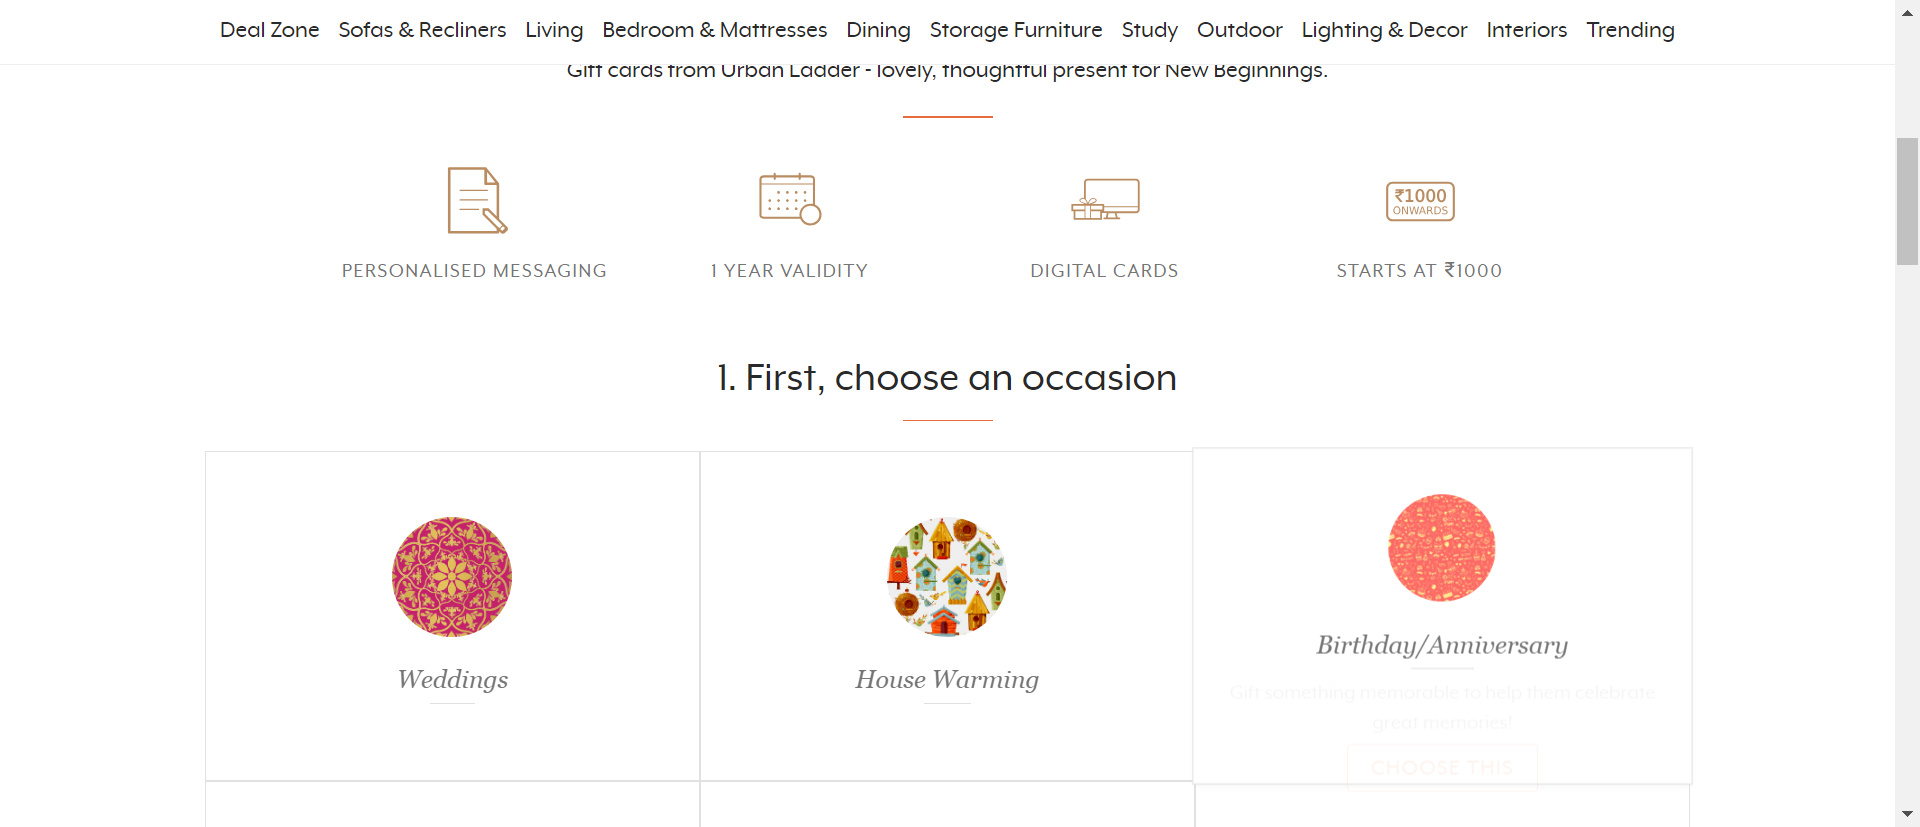 Deal Zone Sofas & Recliners Living Bedroom & Mattresses Dining Storage Furniture Study Outdoor Lighting & Decor Interiors Trending
Gift cards from Urban Ladder - lovely, thoughtful present for New Beginnings.
₹1000
ONWARDS
PERSONALISED MESSAGING 1 YEAR VALIDITY DIGITAL CARDS STARTS AT ₹1000
1. First, choose an occasion
Weddings
House Warming
Birthday/Anniversary
Gift something memorable to help them celebrate
great memories!
CHOOSE THIS